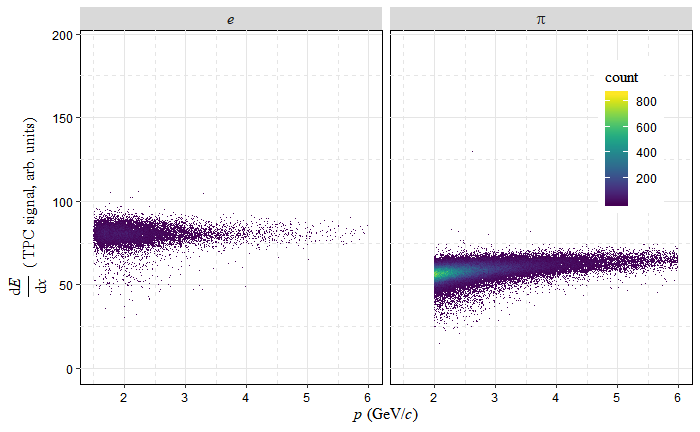 e π
200
150
100
50
0
dE/dx ( TPC signal, arb. units)
count
800
600
400
200
2 3 4 5 6 2 3 4 5 6
p (GeV/c)